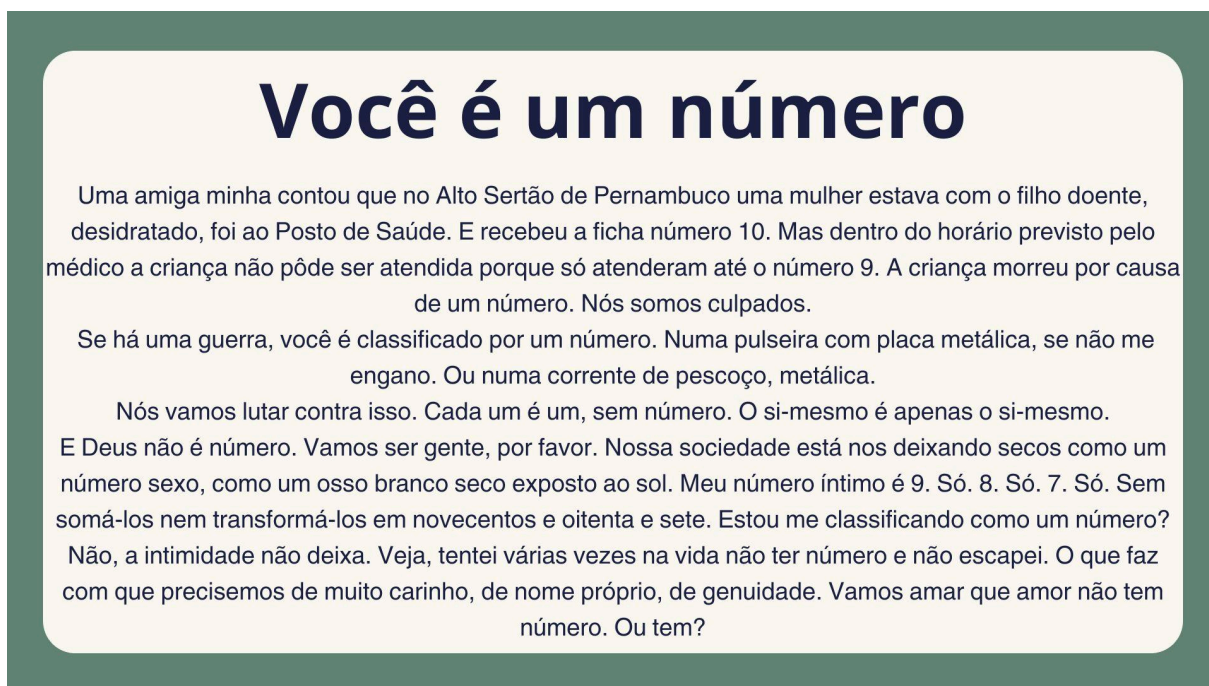 Você é um número
Uma amiga minha contou que no Alto Sertão de Pernambuco uma mulher estava com o filho doente,
desidratado, foi ao Posto de Saúde. E recebeu a ficha número 10. Mas dentro do horário previsto pelo
médico a criança não pôde ser atendida porque só atenderam até o número 9. A criança morreu por causa
de um número. Nós somos culpados.
Se há uma guerra, você é classificado por um número. Numa pulseira com placa metálica, se não me
engano. Ou numa corrente de pescoço, metálica.
Nós vamos lutar contra isso. Cada um é um, sem número. O si-mesmo é apenas o si-mesmo.
E Deus não é número. Vamos ser gente, por favor. Nossa sociedade está nos deixando secos como um
número sexo, como um osso branco seco exposto ao sol. Meu número íntimo é 9. Só. 8. Só. 7. Só. Sem
somá-los nem transformá-los em novecentos e oitenta e sete. Estou me classificando como um número?
Não, a intimidade não deixa. Veja, tentei várias vezes na vida não ter número e não escapei. O que faz
com que precisemos de muito carinho, de nome próprio, de genuidade. Vamos amar que amor não tem
número. Ou tem?